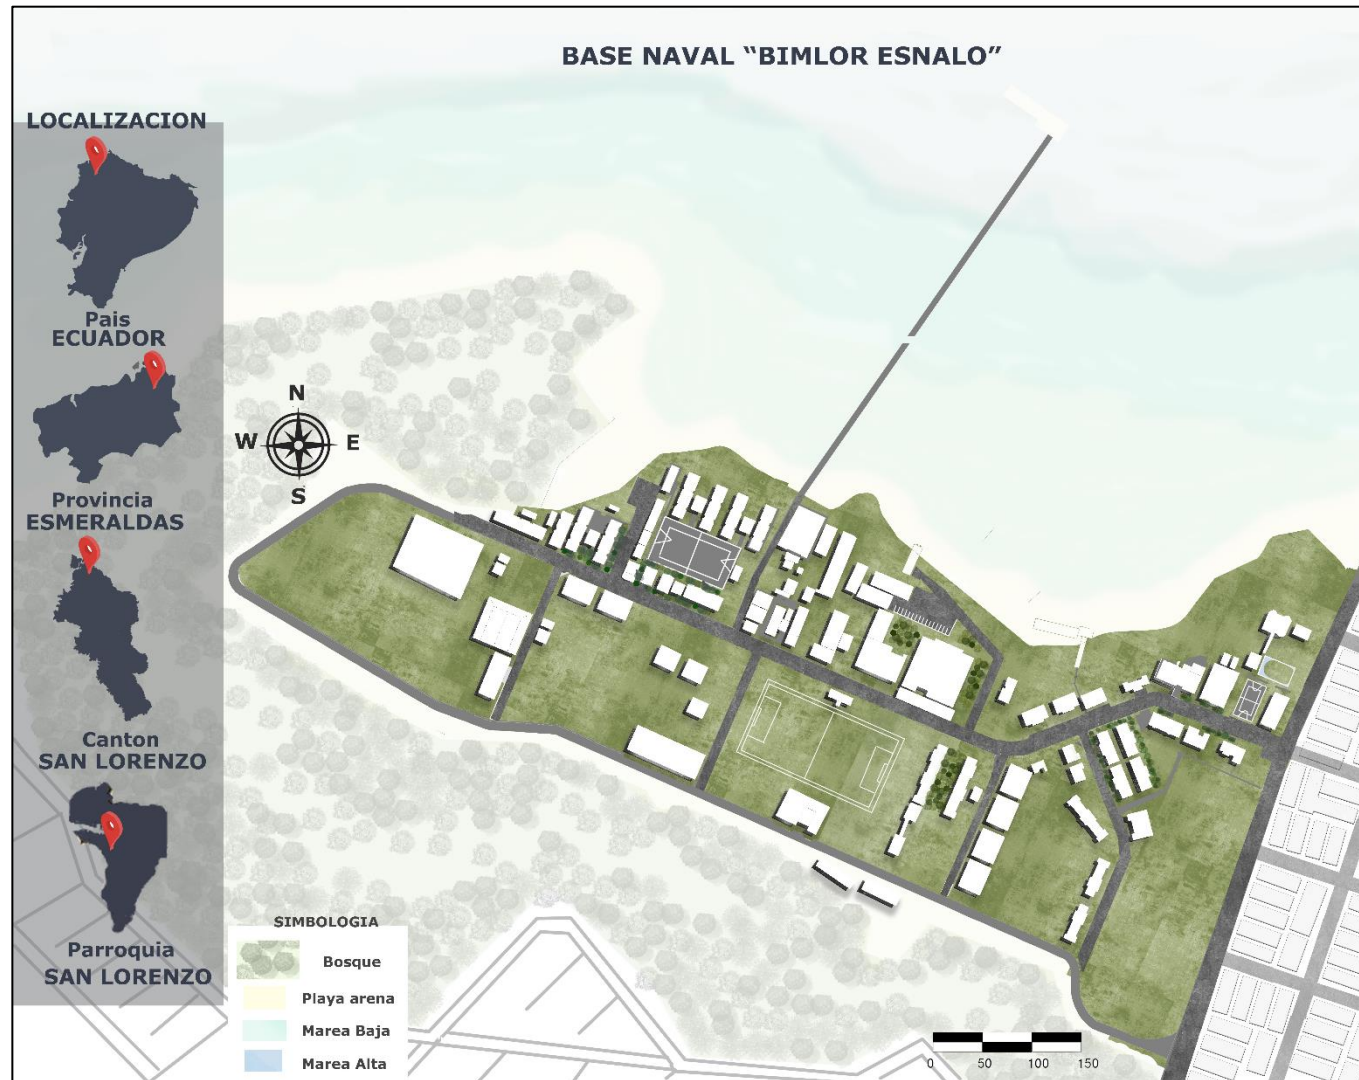 BASE NAVAL “BIMLOR ESNALO”
LOCALIZACION
Pais
ECUADOR
Provincia
ESMERALDAS
Canton
SAN LORENZO
Parroquia
SAN LORENZO
N
W E
S
SIMBOLOGIA
Bosque
Playa arena
Marea Baja
Marea Alta
0 50 100 150